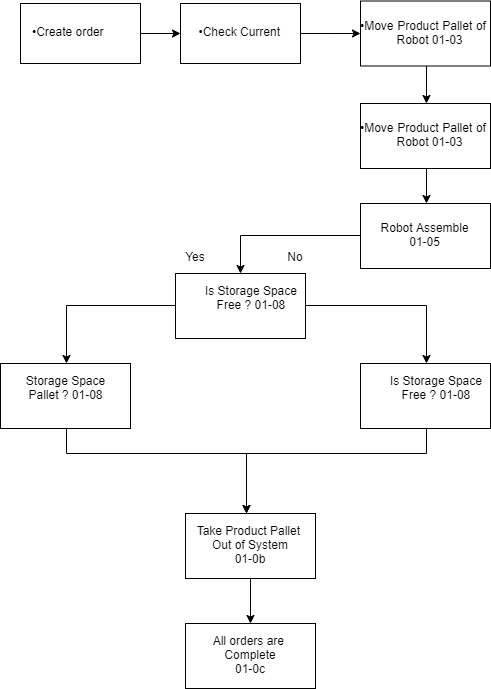 •Create order
•Check Current
•Move Product Pallet of
Robot 01-03
•Move Product Pallet of
Robot 01-03
Robot Assemble
01-05
Yes
No
Is Storage Space
Free ? 01-08
Storage Space
Pallet ? 01-08
Is Storage Space
Free ? 01-08
Take Product Pallet
Out of System
01-0b
All orders are
Complete
01-0c